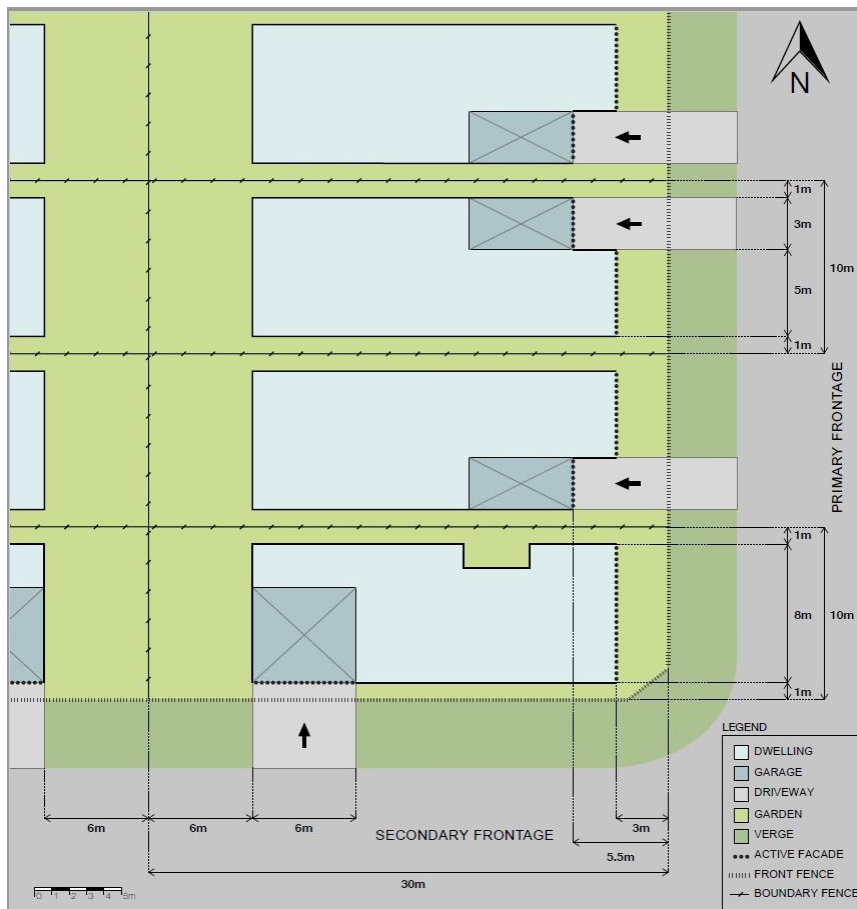 N
1m
3m
10m
5m
1m
PRIMARY FRONTAGE
1m
8m
10m
1m
6m
6m
6m
SECONDARY FRONTAGE
3m
5.5m
30m
0 1 2 3 4 5m
LEGEND
DWELLING
GARAGE
DRIVEWAY
GARDEN
VERGE
ACTIVE FACADE
FRONT FENCE
BOUNDARY FENCE